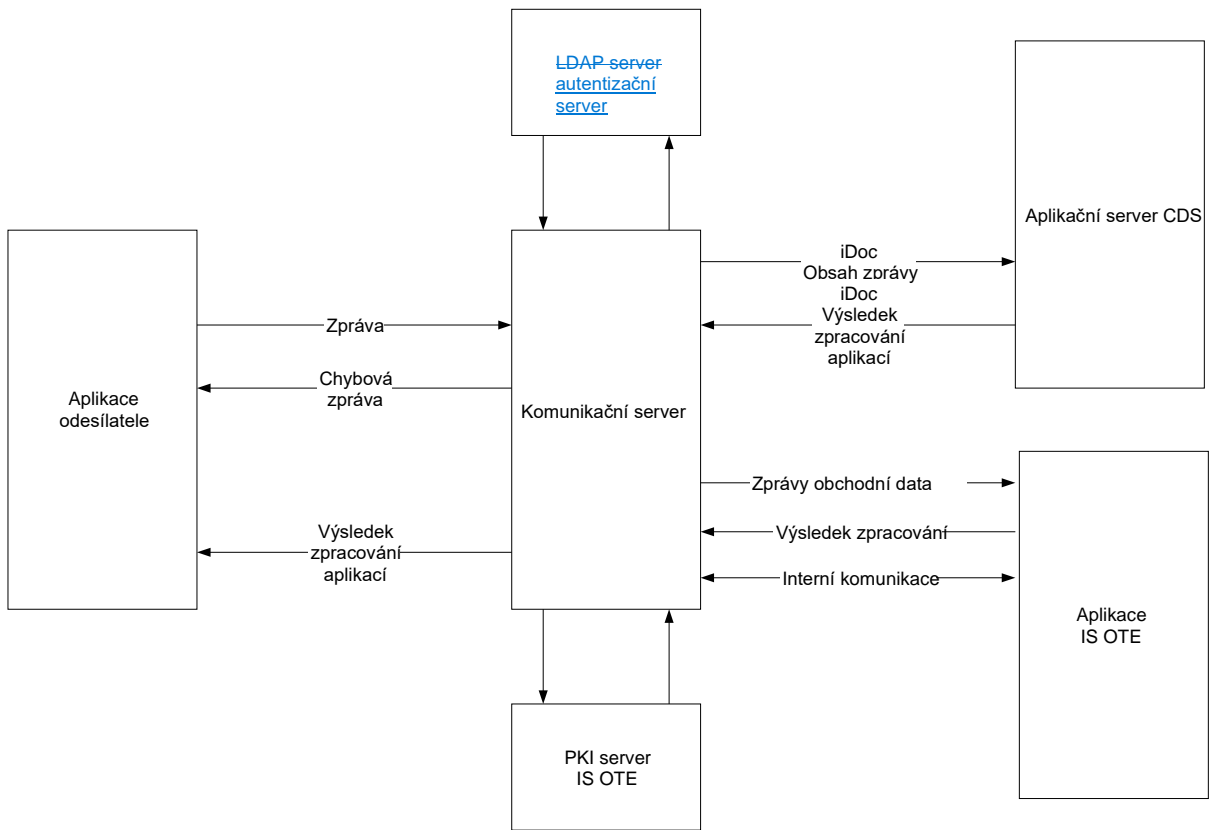 LDAP server
autentizační
server
Aplikační server CDS
iDoc
Obsah zprávy
iDoc
Výsledek
zpracování
aplikací
Zpráva
Chybová
zpráva
Aplikace
odesílatele
Komunikační server
Zprávy obchodní data
Výsledek zpracování
Výsledek
zpracování
aplikací
Interní komunikace
Aplikace
IS OTE
PKI server
IS OTE